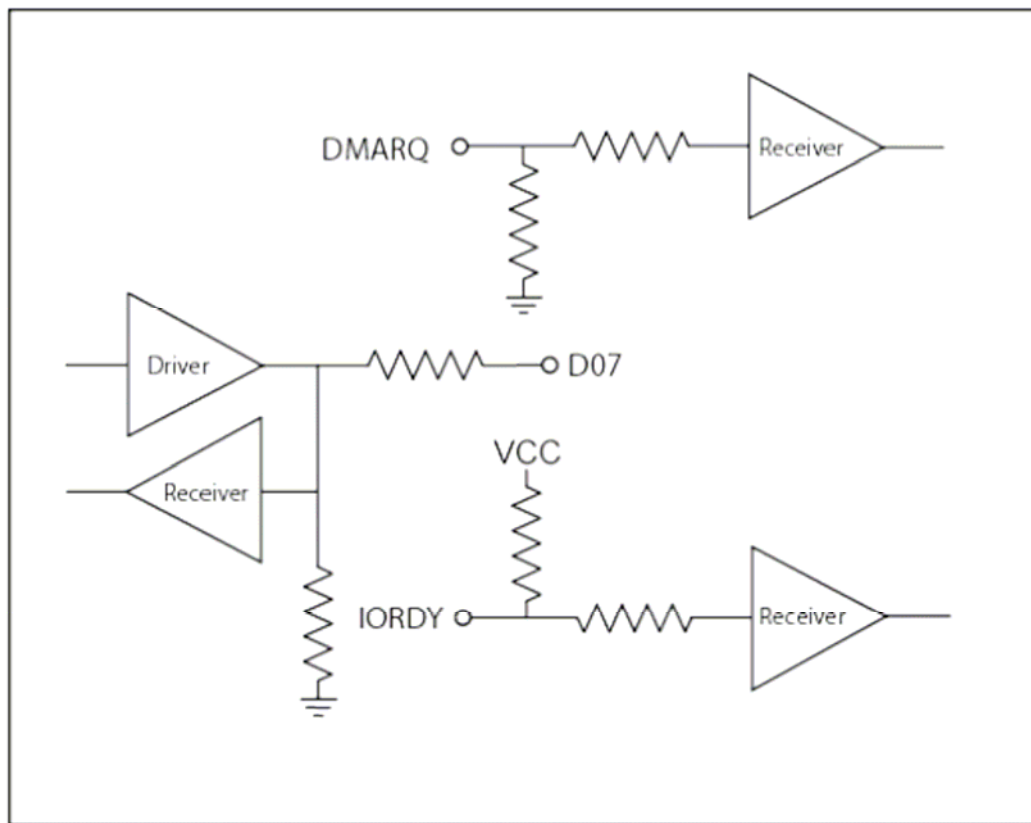 DMARQ
Receiver
Driver
D07
VCC
Receiver
IORDY
Receiver